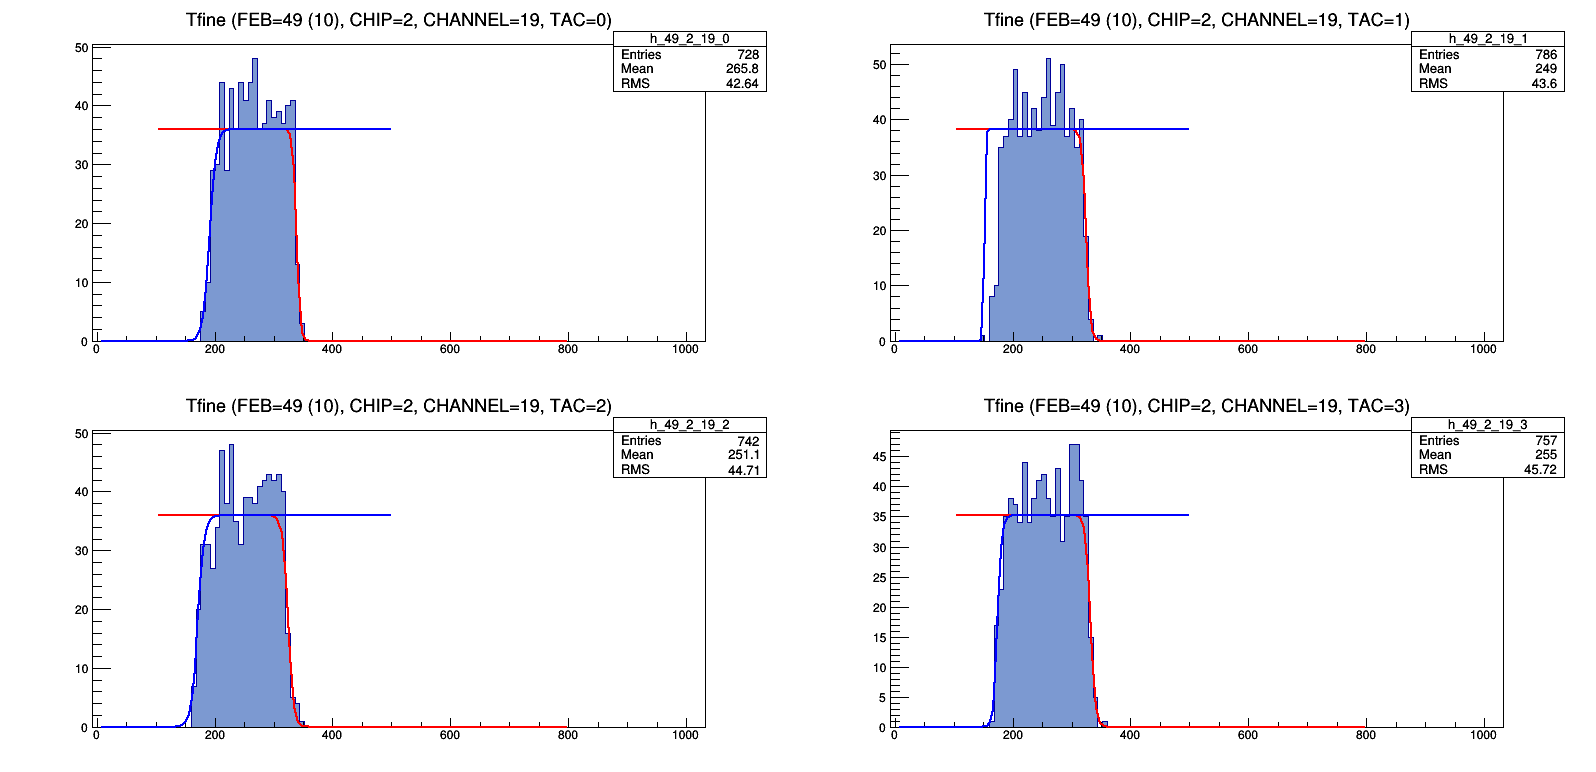 Tfine (FEB=49 (10), CHIP=2, CHANNEL=19, TAC=0)
h_49_2_19_0
Entries 728
Mean 265.8
RMS 42.64
50
40
30
20
10
0
0 200 400 600 800 1000
Tfine (FEB=49 (10), CHIP=2, CHANNEL=19, TAC=1)
h_49_2_19_1
Entries 786
Mean 249
RMS 43.6
50
40
30
20
10
0
0 200 400 600 800 1000
Tfine (FEB=49 (10), CHIP=2, CHANNEL=19, TAC=2)
h_49_2_19_2
Entries 742
Mean 251.1
RMS 44.71
50
40
30
20
10
0
0 200 400 600 800 1000
Tfine (FEB=49 (10), CHIP=2, CHANNEL=19, TAC=3)
h_49_2_19_3
Entries 757
Mean 255
RMS 45.72
45
40
35
30
25
20
15
10
5
0
0 200 400 600 800 1000